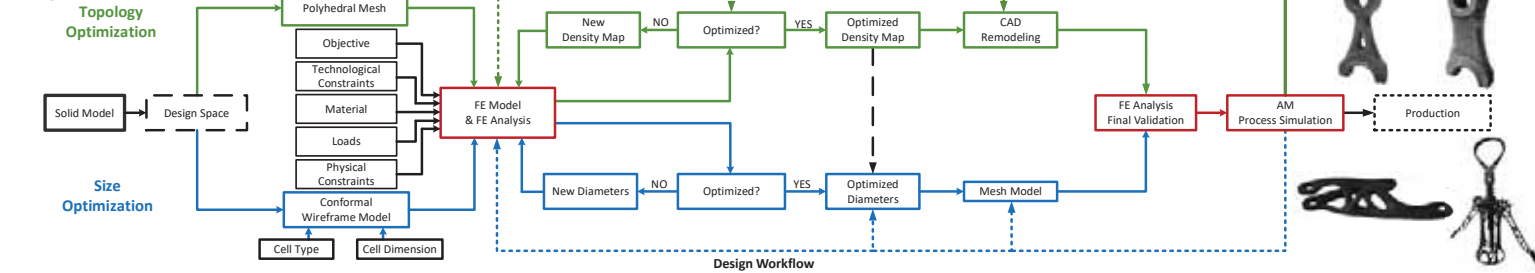 Topology
Optimization
Polyhedral Mesh
Objective
Technological
Constraints
Material
Loads
Physical
Constraints
Solid Model
Design Space
FE Model
& FE Analysis
New
Density Map
NO
Optimized?
YES
Optimized
Density Map
CAD
Remodeling
FE Analysis
Final Validation
AM
Process Simulation
Production
Size
Optimization
Conformal
Wireframe Model
Cell Type
Cell Dimension
New Diameters
NO
Optimized?
YES
Optimized
Diameters
Mesh Model
Design Workflow